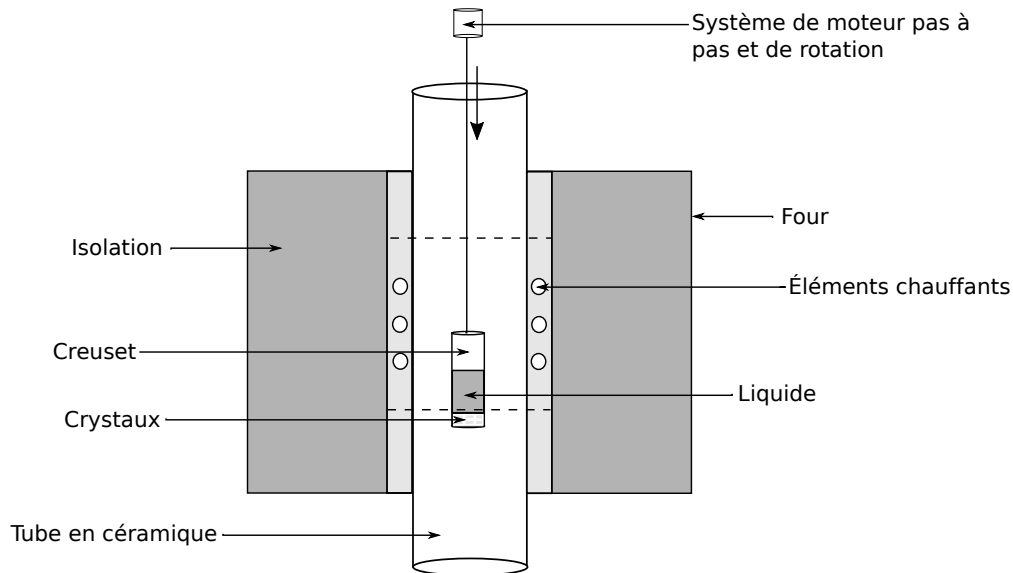 Système de moteur pas à
pas et de rotation
Four
Isolation
Éléments chauffants
Creuset
Liquide
Crystaux
Tube en céramique